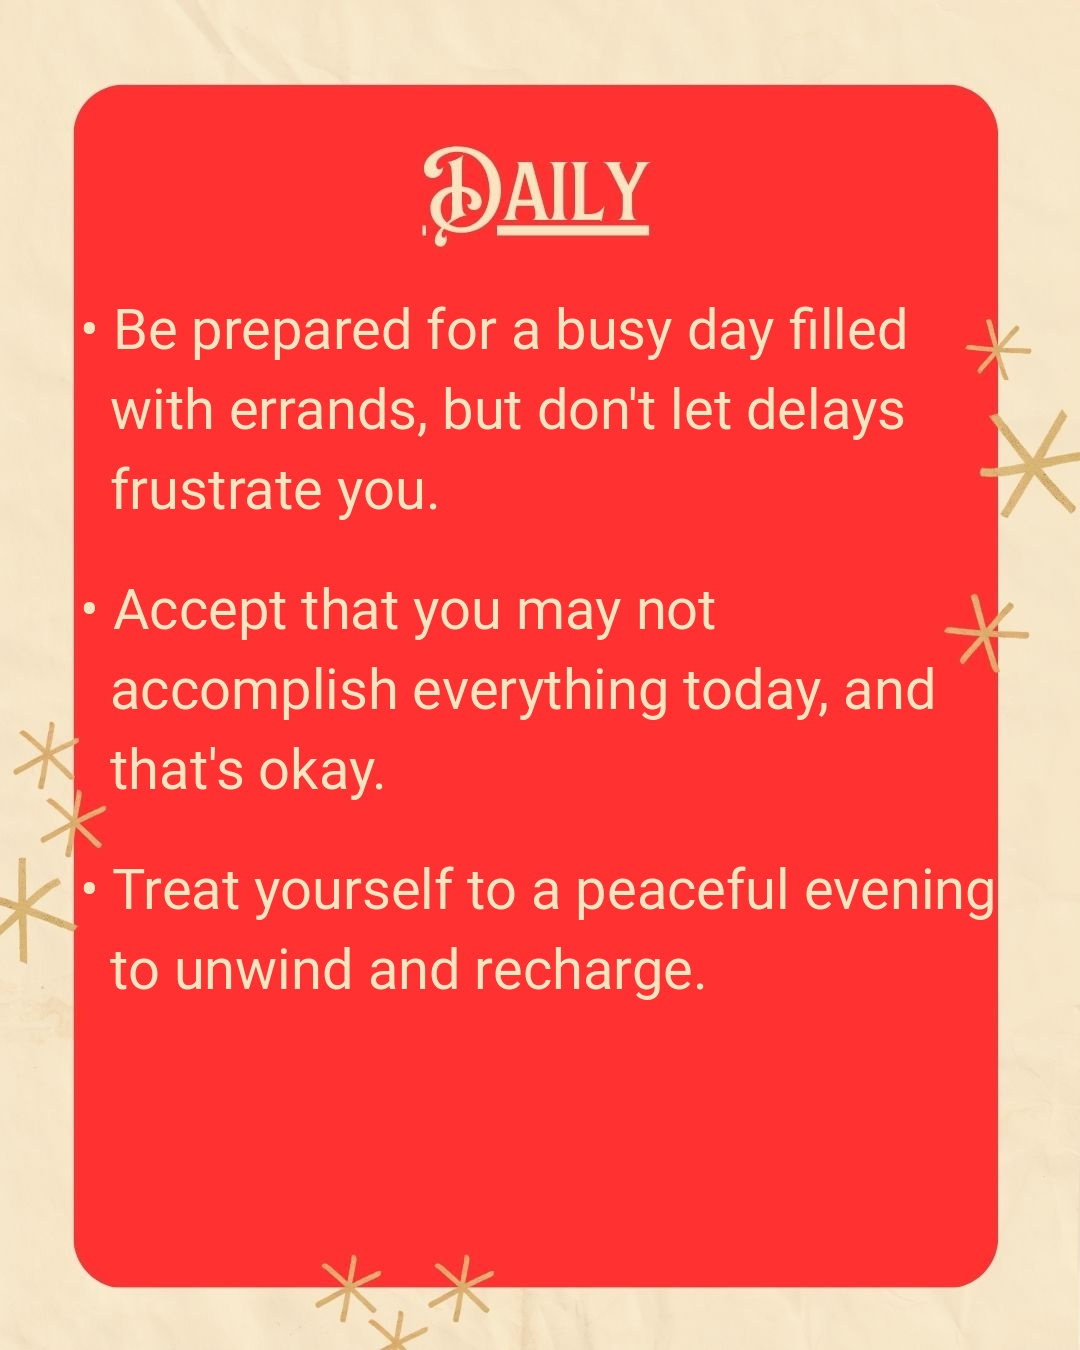 Daily
• Be prepared for a busy day filled
with errands, but don't let delays
frustrate you.
• Accept that you may not
accomplish everything today, and
that's okay.
• Treat yourself to a peaceful evening
to unwind and recharge.